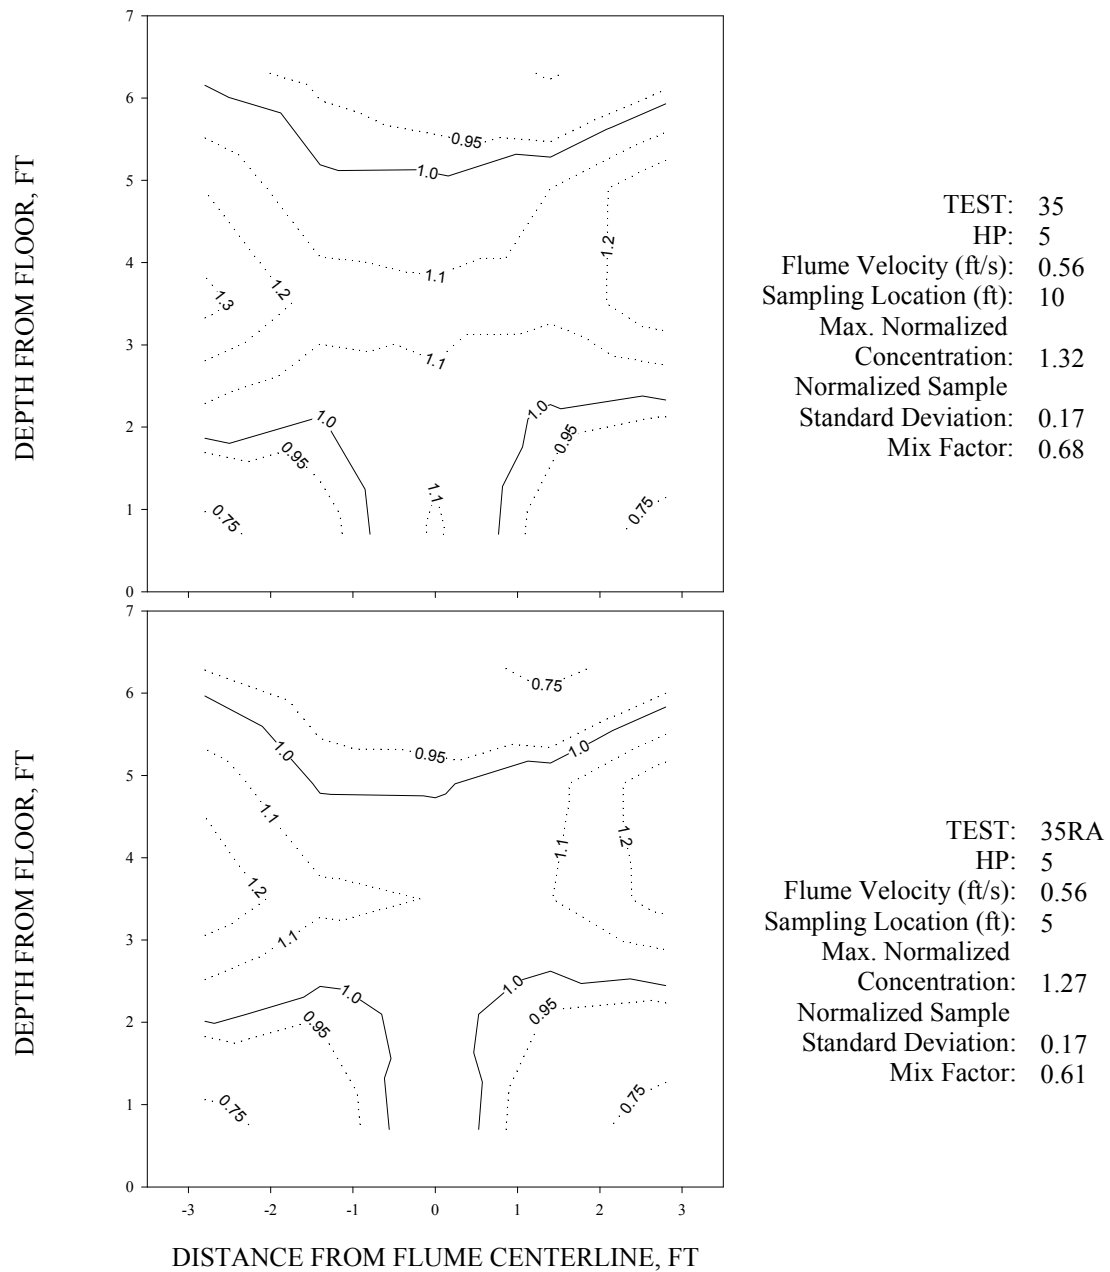 DEPTH FROM FLOOR, FT
7
6
5
4
3
2
1
0
0.95
1.0
1.1
1.2
1.2
1.3
1.1
1.0
1.0
0.95
0.95
1.1
0.75
0.75
TEST: 35
HP: 5
Flume Velocity (ft/s): 0.56
Sampling Location (ft): 10
Max. Normalized
Concentration: 1.32
Normalized Sample
Standard Deviation: 0.17
Mix Factor: 0.68
DEPTH FROM FLOOR, FT
7
6
5
4
3
2
1
0
0.75
1.0
0.95
1.0
1.1
1.1
1.2
1.2
1.1
1.0
1.0
0.95
0.95
0.75
0.75
-3 -2 -1 0 1 2 3
DISTANCE FROM FLUME CENTERLINE, FT
TEST: 35RA
HP: 5
Flume Velocity (ft/s): 0.56
Sampling Location (ft): 5
Max. Normalized
Concentration: 1.27
Normalized Sample
Standard Deviation: 0.17
Mix Factor: 0.61